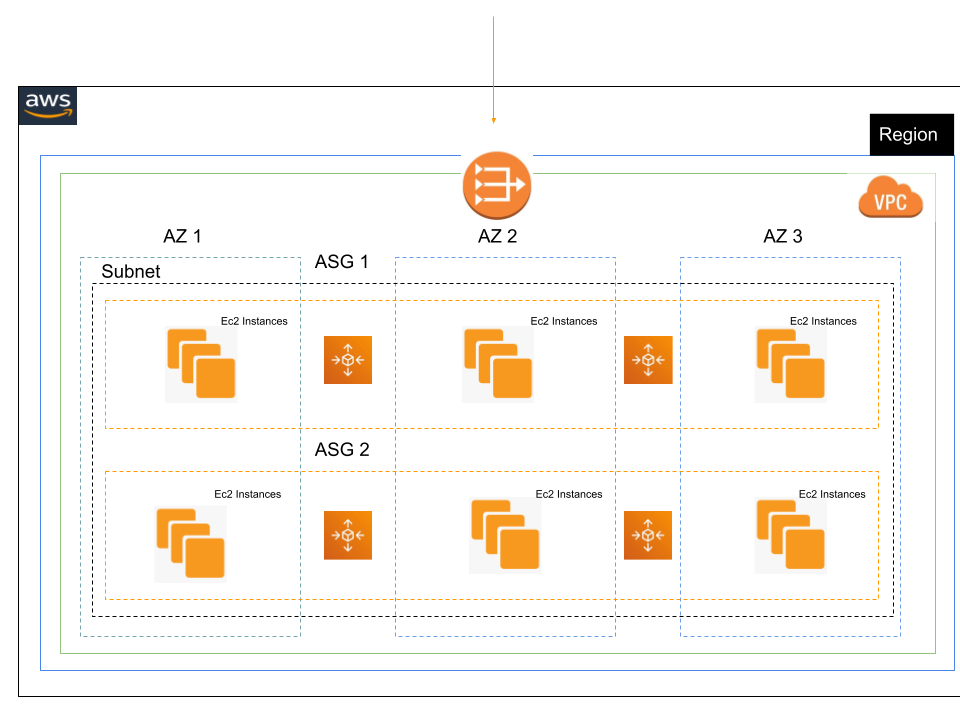 aws
Region
VPC
AZ 1
AZ 2
AZ 3
ASG 1
Subnet
Ec2 Instances
Ec2 Instances
Ec2 Instances
ASG 2
Ec2 Instances
Ec2 Instances
Ec2 Instances